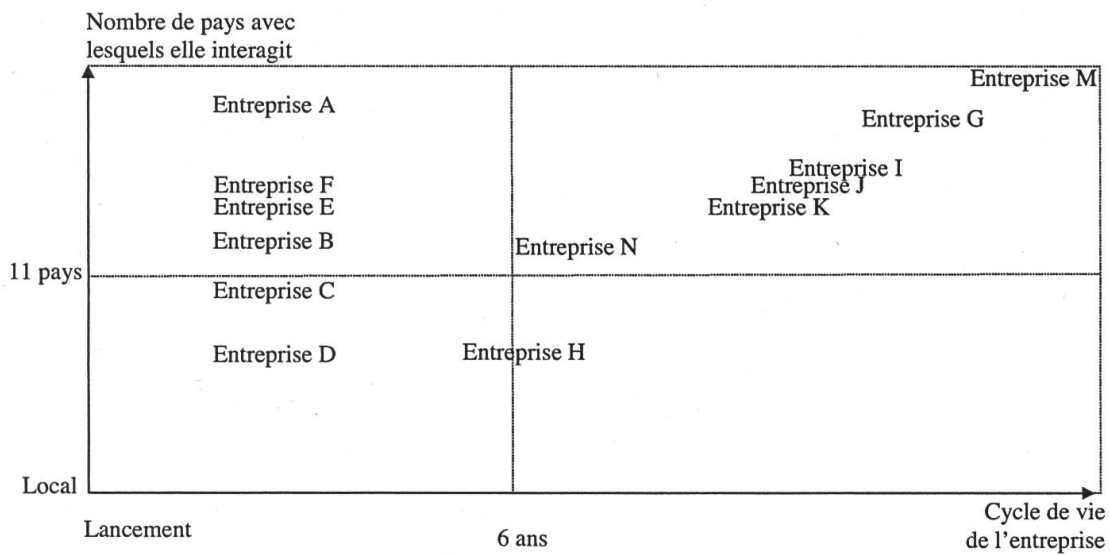 Nombre de pays avec
lesquels elle interagit
Entreprise M
Entreprise A
Entreprise G
Entreprise I
Entreprise F
Entreprise J
Entreprise E
Entreprise K
Entreprise B
Entreprise N
11 pays
Entreprise C
Entreprise D
Entreprise H
Local
Lancement
6 ans
Cycle de vie
de l'entreprise